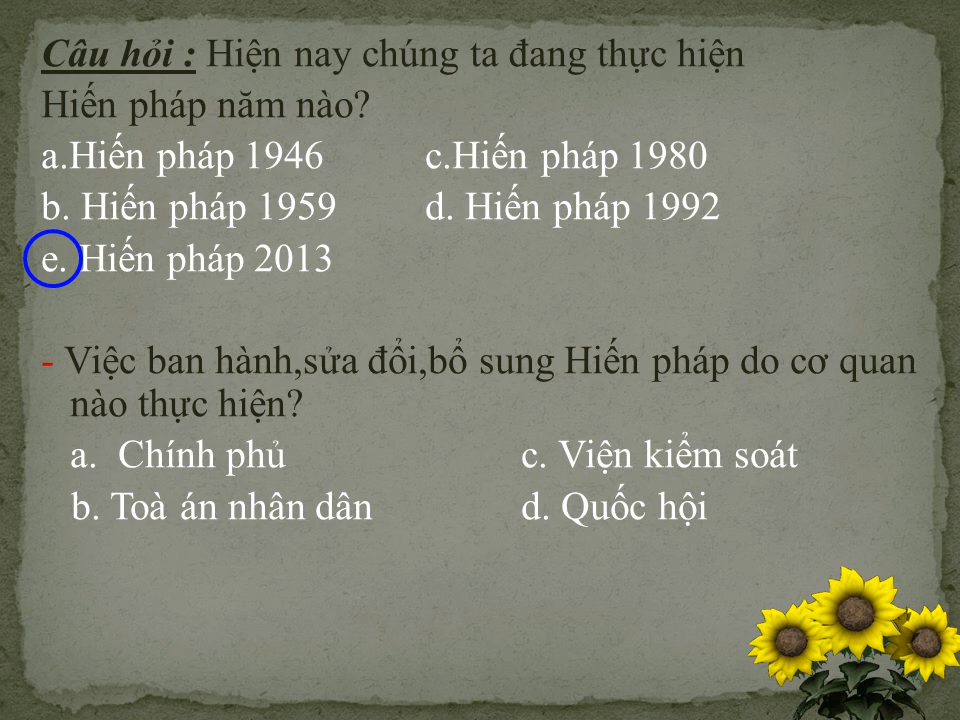 Câu hỏi : Hiện nay chúng ta đang thực hiện
Hiến pháp năm nào?
a.Hiến pháp 1946 c.Hiến pháp 1980
b. Hiến pháp 1959 d. Hiến pháp 1992
e. Hiến pháp 2013
- Việc ban hành,sửa đổi,bổ sung Hiến pháp do cơ quan
nào thực hiện?
a. Chính phủ c. Viện kiểm soát
b. Toà án nhân dân d. Quốc hội